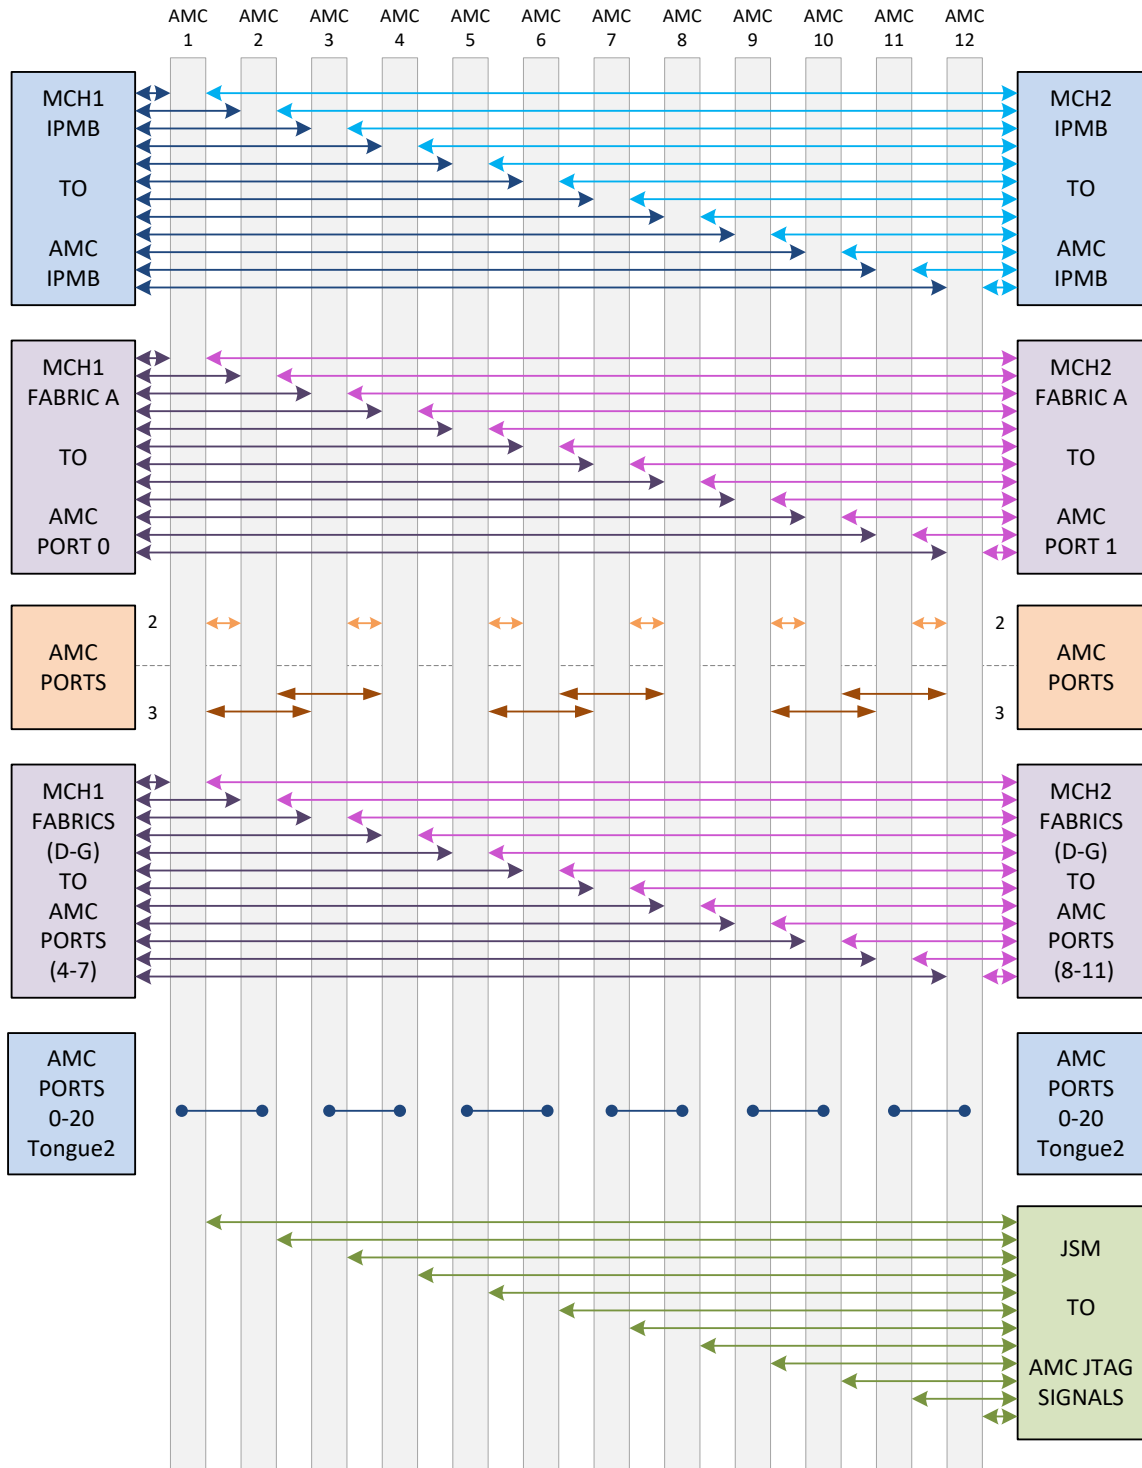 AMC AMC AMC AMC AMC AMC AMC AMC AMC AMC AMC AMC
1 2 3 4 5 6 7 8 9 10 11 12
MCH1
IPMB
TO
AMC
IPMB
MCH2
IPMB
TO
AMC
IPMB
MCH1
FABRIC A
TO
AMC
PORT 0
MCH2
FABRIC A
TO
AMC
PORT 1
AMC
PORTS
2
3
2
3
AMC
PORTS
MCH1
FABRICS
(D-G)
TO
AMC
PORTS
(4-7)
MCH2
FABRICS
(D-G)
TO
AMC
PORTS
(8-11)
AMC
PORTS
0-20
Tongue2
AMC
PORTS
0-20
Tongue2
JSM
TO
AMC JTAG
SIGNALS